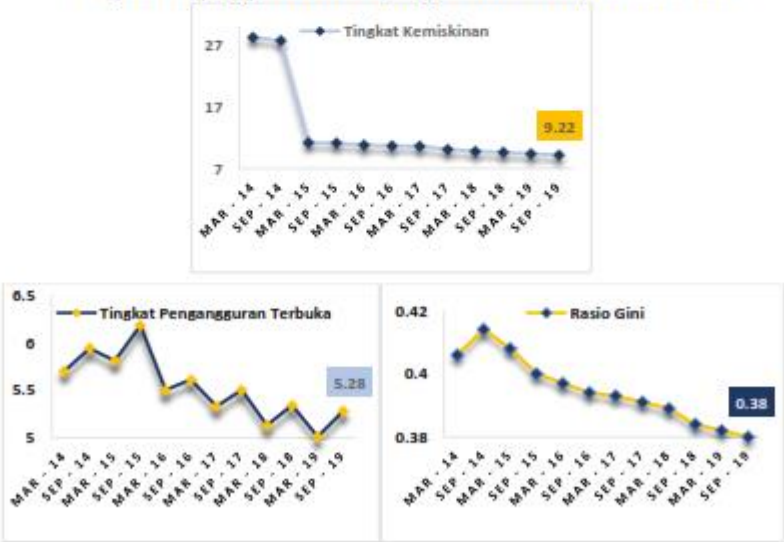 Tingkat Kemiskinan
27
17
7
9.22
MAR - 14
SEP - 14
MAR - 15
SEP - 15
MAR - 16
SEP - 16
MAR - 17
SEP - 17
MAR - 18
SEP - 18
MAR - 19
SEP - 19
Tingkat Pengangguran Terbuka
6.5
6
5.5
5
5.28
MAR - 14
SEP - 14
MAR - 15
SEP - 15
MAR - 16
SEP - 16
MAR - 17
SEP - 17
MAR - 18
SEP - 18
MAR - 19
SEP - 19
Rasio Gini
0.42
0.4
0.38
0.38
MAR - 14
SEP - 14
MAR - 15
SEP - 15
MAR - 16
SEP - 16
MAR - 17
SEP - 17
MAR - 18
SEP - 18
MAR - 19
SEP - 19